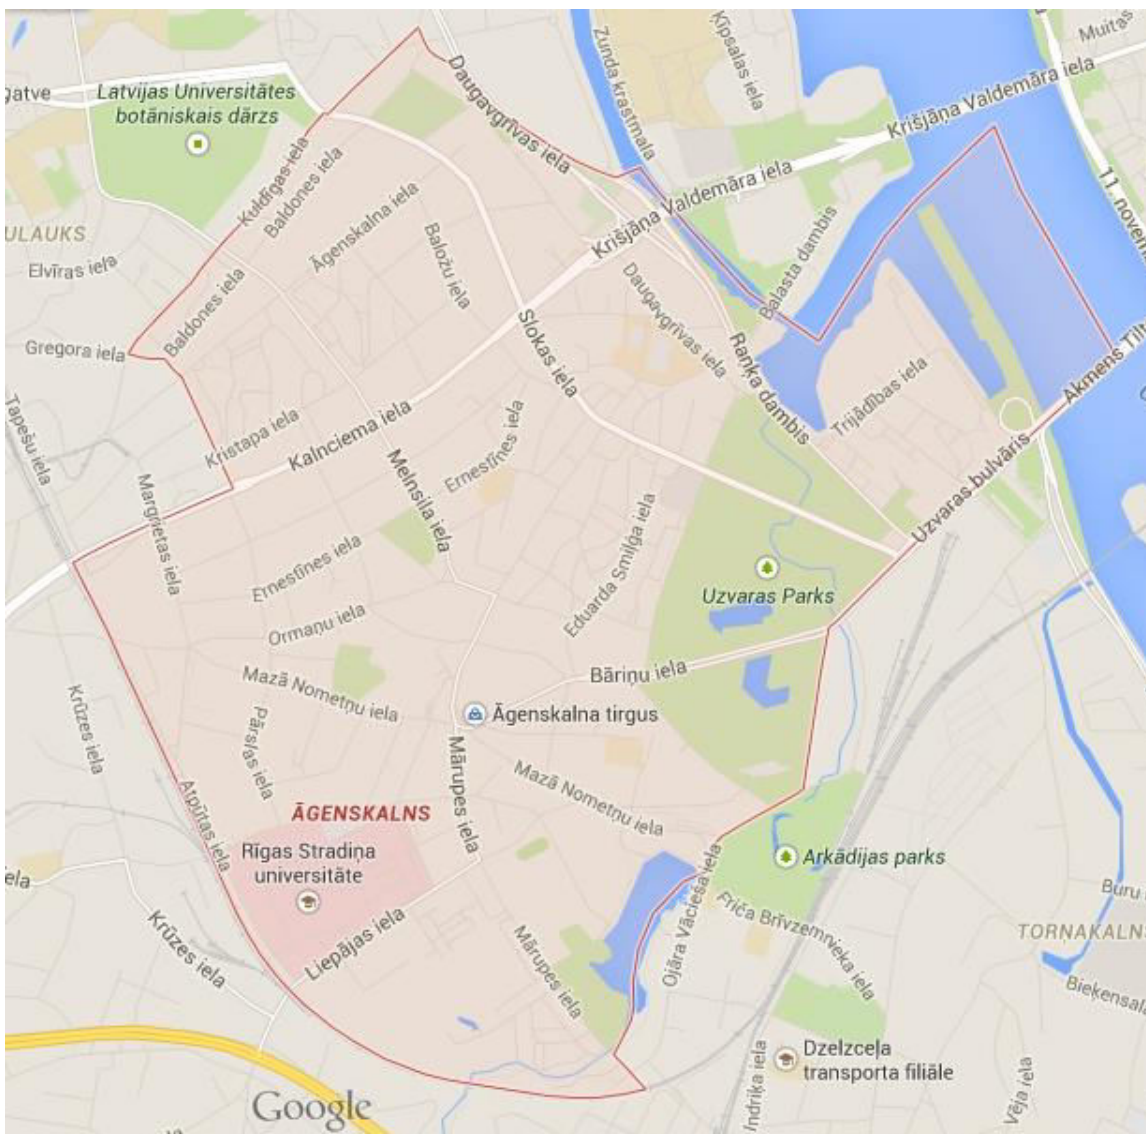 Ķīpsalas iela
Muitas
Zunda krastmala
Daugavgrīvas iela
Krišjāņa Valdemāra iela
gatve
Latvijas Universitātes
botāniskais dārzs
11. novem
Kuldīgas iela
Baldones iela
Āgenskalna iela
Baložu iela
Krišjāņa Valdemāra iela
ULAUKS
Elvīras iela
Balasta dambis
Daugavgrīvas iela
Baldones iela
Gregora iela
Slokas iela
Raņķa dambis
Trijādības iela
Akmens Tilt
Tapešu iela
Kristapa iela
Kalnciema iela
Ernestīnes iela
Melnsila iela
Uzvaras bulvāris
Margrietas iela
Eduarda Smiļģa iela
Ernestīnes iela
Uzvaras Parks
Ormaņu iela
Bāriņu iela
Mazā Nometņu iela
Krūzes iela
Pārslas iela
Āgenskalna tirgus
Mārupes iela
Mazā Nometņu iela
Atpūtas iela
ĀGENSKALNS
Rīgas Stradiņa
universitāte
Arkādijas parks
iela
Ojāra Vācieša iela
Friča Brīvzemnieka iela
Buru
Krūzes iela
Liepājas iela
Mārupes iela
TORŅAKALNS
Bieķensala
Dzelzceļa
transporta filiāle
Indriķa iela
Vēja iela
Google